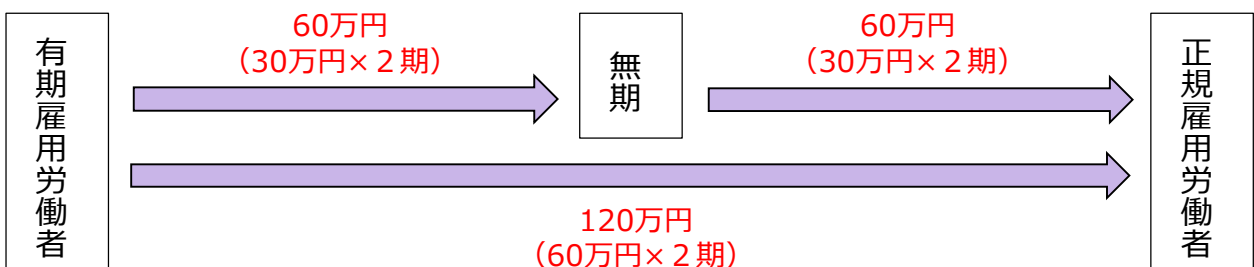 有期雇用労働者
60万円
（30万円×２期）
無期
60万円
（30万円×２期）
正規雇用労働者
120万円
（60万円×２期）